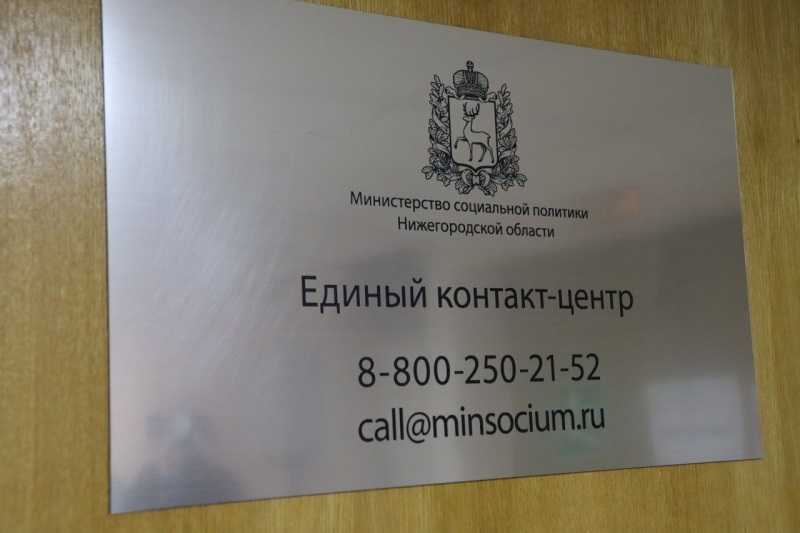 Министерство социальной политики
Нижегородской области
Единый контакт-центр
8-800-250-21-52
call@minsocium.ru